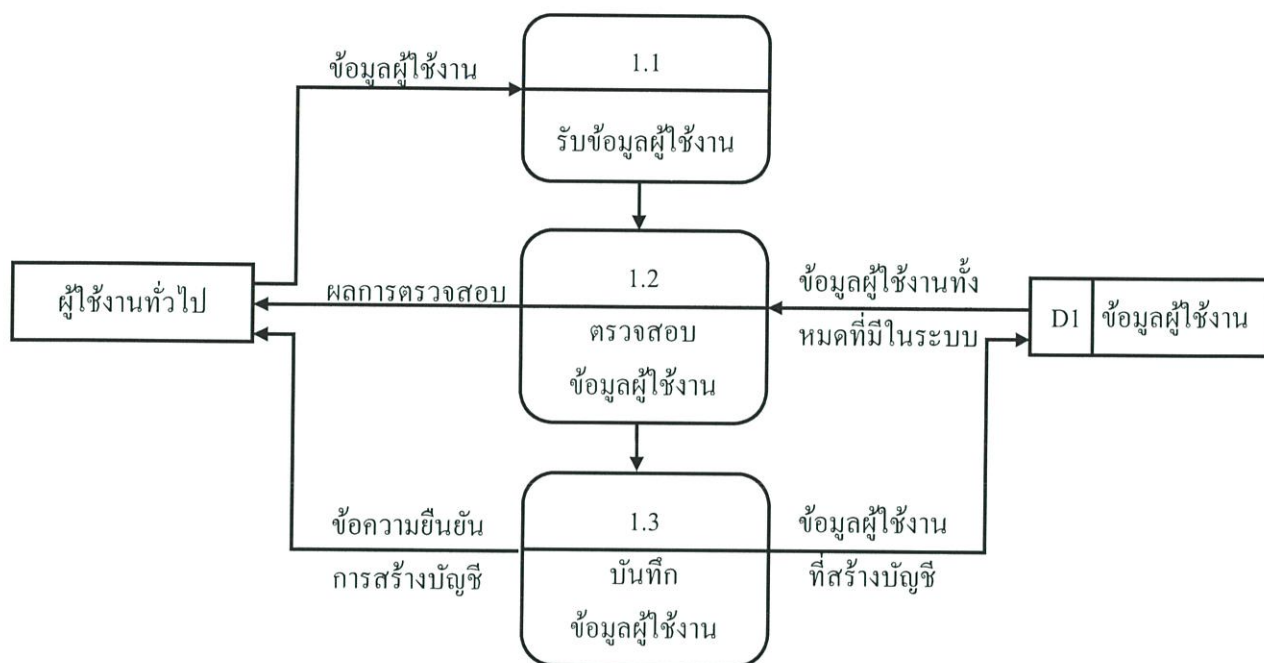 1.1
ข้อมูลผู้ใช้งาน
รับข้อมูลผู้ใช้งาน
ผู้ใช้งานทั่วไป
ผลการตรวจสอบ
1.2
ตรวจสอบ
ข้อมูลผู้ใช้งาน
ข้อมูลผู้ใช้งานทั้ง
หมดที่มีในระบบ
D1
ข้อมูลผู้ใช้งาน
ข้อความยืนยัน
การสร้างบัญชี
1.3
บันทึก
ข้อมูลผู้ใช้งาน
ข้อมูลผู้ใช้งาน
ที่สร้างบัญชี